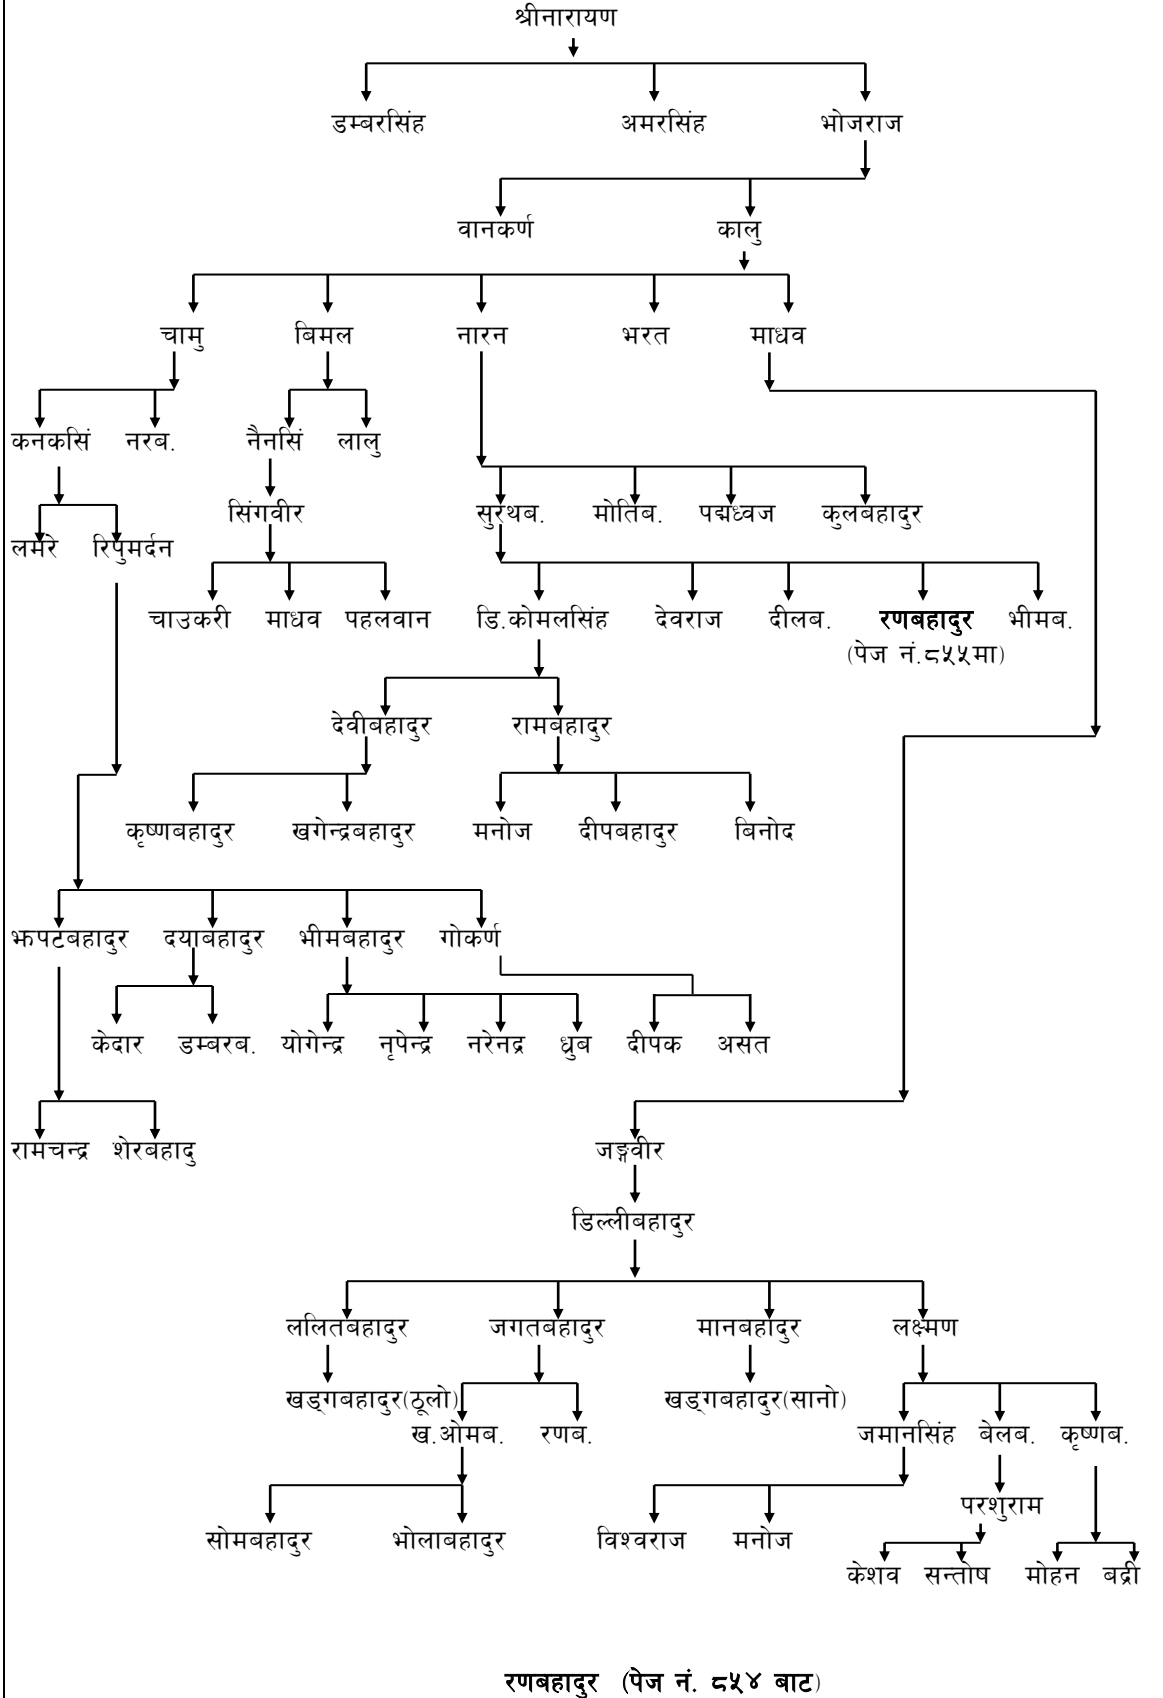 श्रीनारायण
डम्बरसिंह अमरसिंह भोजराज
वानकर्ण कालु
चामु बिमल नारन भरत माधव
कनकसिं नरब. नैनसिं लालु
सिंगवीर सुरथब. मोतिब. पद्मध्वज कुलबहादुर
लमरे रिपुमर्दन
चाउकरी माधव पहलवान डि.कोमलसिंह देवराज दीलब. रणबहादुर भीमब.
(पेज नं.८५५मा)
देवीबहादुर रामबहादुर
कृष्णबहादुर खगेन्द्रबहादुर मनोज दीपबहादुर बिनोद
झपटबहादुर दयाबहादुर भीमबहादुर गोकर्ण
केदार डम्बरब. योगेन्द्र नृपेन्द्र नरेनद्र ध्रुब दीपक असत
रामचन्द्र शेरबहादु जङ्गवीर
डिल्लीबहादुर
ललितबहादुर जगतबहादुर मानबहादुर लक्ष्मण
खड्गबहादुर(ठूलो) खड्गबहादुर(सानो)
ख.ओमब. रणब. जमानसिंह बेलब. कृष्णब.
परशुराम
सोमबहादुर भोलाबहादुर विश्वराज मनोज
केशव सन्तोष मोहन बद्री
रणबहादुर (पेज नं. ८५४ बाट)